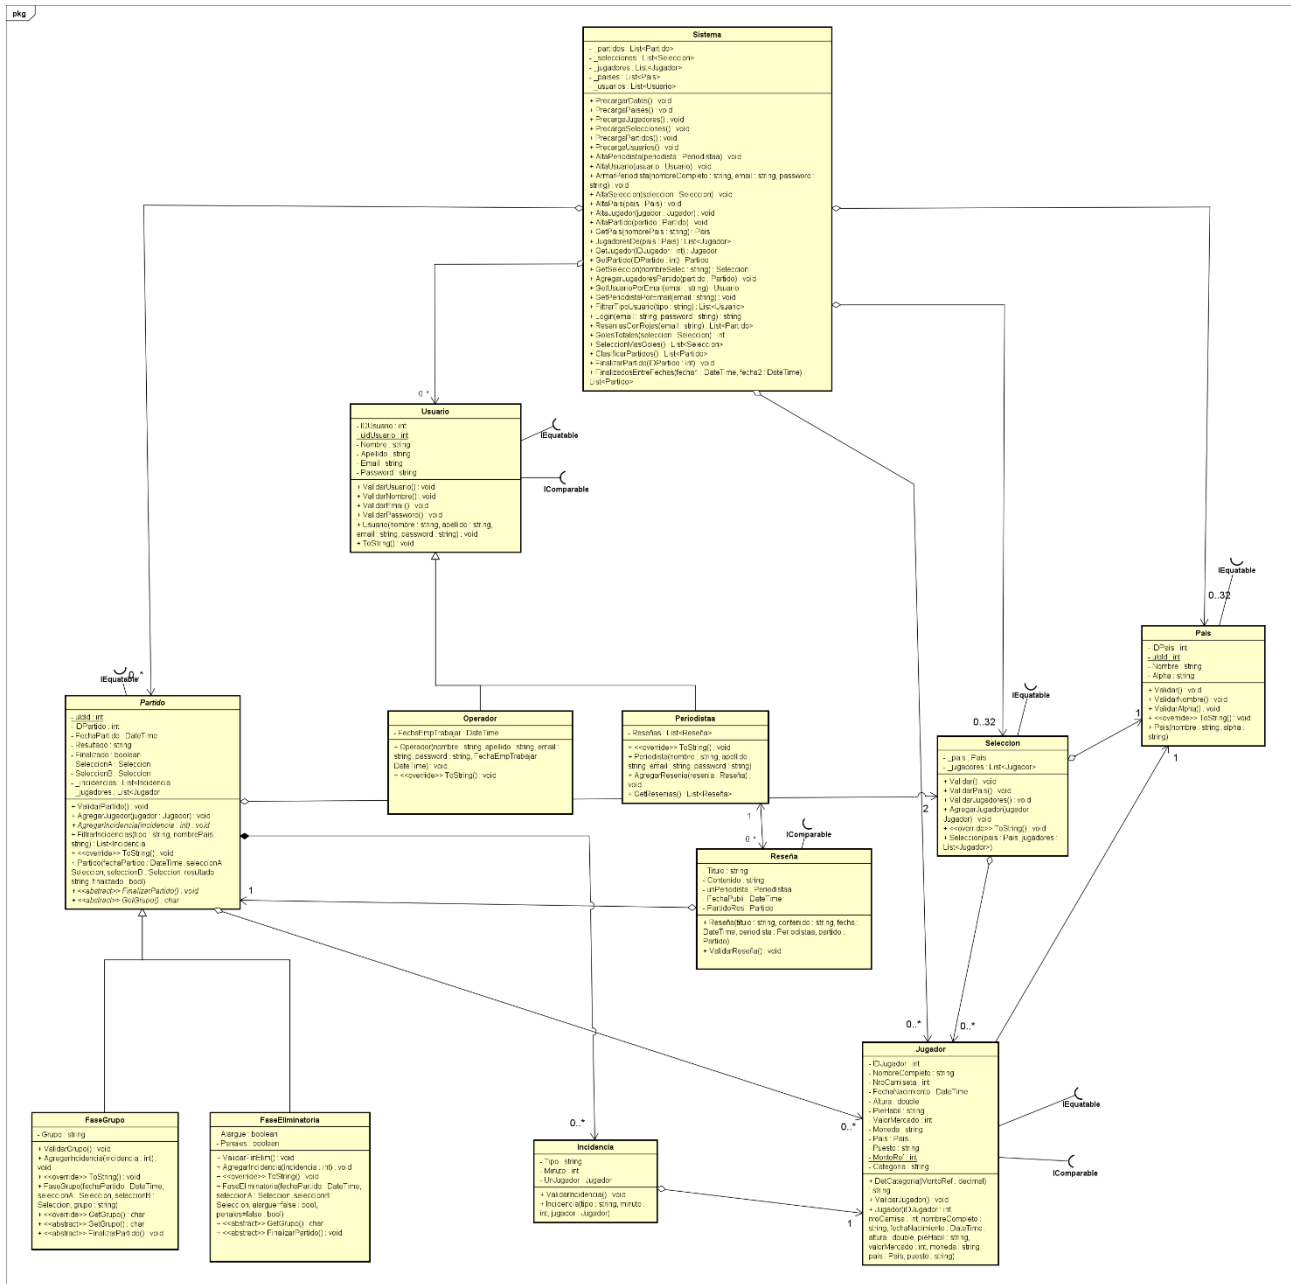 pkg
Sistema
- _partidos : List<Partido>
- _selecciones : List<Seleccion>
- _jugadores : List<Jugador>
- _paises : List<Pais>
- _usuarios : List<Usuario>
+ PrecargarDatos() : void
+ PrecargaPaises() : void
+ PrecargaJugadores() : void
+ PrecargaSelecciones() : void
+ PrecargaPartidos() : void
+ PrecargaUsuarios() : void
+ AltaPeriodista(periodista : Periodistaa) : void
+ AltaUsuario(usuario : Usuario) : void
+ ArmarPeriodista(nombreCompleto : string, email : string, password :
string) : void
+ AltaSeleccion(seleccion : Seleccion) : void
+ AltaPais(pais : Pais) : void
+ AltaJugador(jugador : Jugador) : void
+ AltaPartido(partido : Partido) : void
+ GetPais(nombrePais : string) : Pais
+ JugadoresDe(pais : Pais) : List<Jugador>
+ GetJugador(IDJugador : int) : Jugador
+ GetPartido(IDPartido : int) : Partido
+ GetSeleccion(nombreSelec : string) : Seleccion
+ AgregarJugadoresPartido(partido : Partido) : void
+ GetUsuarioPorEmail(email : string) : Usuario
+ GetPeriodistaPorEmail(email : string) : void
+ FiltrarTipoUsuario(tipo : string) : List<Usuario>
+ Login(email : string, password : string) : string
+ ReseniasConRojas(email : string) : List<Partido>
+ GolesTotales(seleccion : Seleccion) : int
+ SeleccionMasGoles() : List<Seleccion>
+ ClasificarPartidos() : List<Partido>
+ FinalizarPartido(IDPartido : int) : void
+ FinalizadosEntreFechas(fecha1 : DateTime, fecha2 : DateTime)
List<Partido>
0..*
Usuario
- IDUsuario : int
- uidUsuario : int
- Nombre : string
- Apellido : string
- Email : string
- Password : string
+ ValidarUsuario() : void
+ ValidarNombre() : void
+ ValidarEmail() : void
+ ValidarPassword() : void
+ Usuario(nombre : string, apellido : string,
email : string, password : string) : void
+ ToString() : void
IEquatable
IComparable
IEquatable
0..32
Pais
- IDPais : int
- uidId : int
- Nombre : string
- Alpha : string
+ Validar() : void
+ ValidarNombre() : void
+ ValidarAlpha() : void
+ <<override>> ToString() : void
+ Pais(nombre : string, alpha :
string)
1
1
IEquatable
0..*
Partido
- uidId : int
- IDPartido : int
- FechaPartido : DateTime
- Resultado : string
- Finalizado : boolean
- SeleccionA : Seleccion
- SeleccionB : Seleccion
- _incidencias : List<Incidencia
- _jugadores : List<Jugador
+ ValidarPartido() : void
+ AgregarJugador(jugador : Jugador) : void
+ AgregarIncidencia(incidencia : int) : void
+ FiltrarIncidencias(tipo : string, nombrePais
string) : List<Incidencia
+ <<override>> ToString() : void
+ Partido(fechaPartido : DateTime, seleccionA :
Seleccion, seleccionB : Seleccion, resultado
string, finalizado : bool)
+ <<abstract>> FinalizarPartido() : void
+ <<abstract>> GetGrupo() : char
Operador
- FechaEmpTrabajar : DateTime
+ Operador(nombre : string, apellido : string, email :
string, password : string, FechaEmpTrabajar
DateTime) : void
+ <<override>> ToString() : void
Periodistaa
- Reseñas : List<Reseña>
+ <<override>> ToString() : void
+ Periodista(nombre : string, apellido :
string, email : string, password : string)
+ AgregarResenia(resenia : Reseña) :
void
+ GetResenias() : List<Reseña>
IEquatable
0..32
Seleccion
- _pais : Pais
- _jugadores : List<Jugador>
+ Validar() : void
+ ValidarPais() : void
+ ValidarJugadores() : void
+ AgregarJugador(jugador
Jugador) : void
+ <<override>> ToString() : void
+ Seleccion(pais : Pais, jugadores :
List<Jugador>)
2
1
0..*
IComparable
Reseña
- Titulo : string
- Contenido : string
- unPeriodista : Periodistaa
- FechaPubli : DateTime
- PartidoRes : Partido
+ Reseña(titulo : string, contenido : string, fecha :
DateTime, periodista : Periodistaa, partido :
Partido)
+ ValidarReseña() : void
1
0..*
0..*
Jugador
- IDJugador : int
- NombreCompleto : string
- NroCamiseta : int
- FechaNacimiento : DateTime
- Altura : double
- PieHabil : string
- ValorMercado : int
- Moneda : string
- Pais : Pais
- Puesto : string
- MontoRef : int
- Categoria : string
+ DetCategoria(MontoRef : decimal)
: string
+ ValidarJugador() : void
+ Jugador(IDJugador : int
nroCamisa : int, nombreCompleto :
string, fechaNacimiento : DateTime,
altura : double, pieHabil : string,
valorMercado : int, moneda : string,
pais : Pais, puesto : string)
0..*
1
IEquatable
IComparable
FaseGrupo
- Grupo : string
+ ValidarGrupo() : void
+ AgregarIncidencia(incidencia : int) :
void
+ <<override>> ToString() : void
+ FaseGrupo(fechaPartido : DateTime,
seleccionA : Seleccion, seleccionB :
Seleccion, grupo : string)
+ <<override>> GetGrupo() : char
+ <<abstract>> GetGrupo() : char
+ <<abstract>> FinalizarPartido() : void
FaseEliminatoria
- Alargue : boolean
- Penales : boolean
+ ValidarFinElim() : void
+ AgregarIncidencia(incidencia : int) : void
+ <<override>> ToString() : void
+ FaseEliminatoria(fechaPartido : DateTime,
seleccionA : Seleccion, seleccionB
Seleccion, alargue=false : bool,
penales=false : bool)
+ <<abstract>> GetGrupo() : char
+ <<abstract>> FinalizarPartido() : void
0..*
Incidencia
- Tipo : string
- Minuto : int
- UnJugador : Jugador
+ ValidarIncidencia() : void
+ Incidencia(tipo : string, minuto :
int, jugador : Jugador)